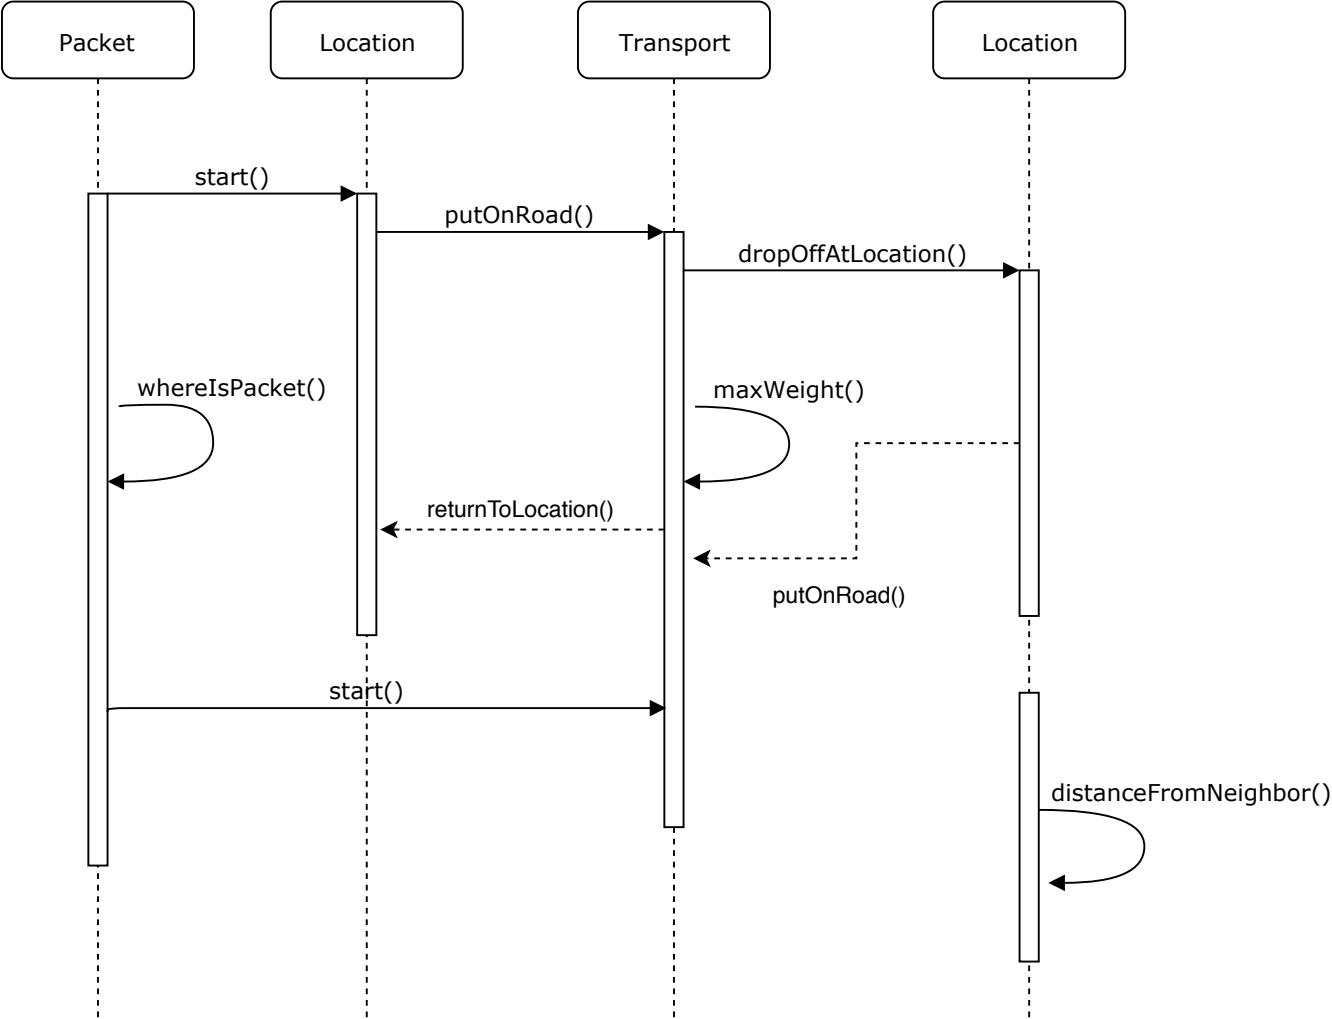 Packet
Location
Transport
Location
start()
putOnRoad()
dropOffAtLocation()
whereIsPacket()
maxWeight()
returnToLocation()
putOnRoad()
start()
distanceFromNeighbor()